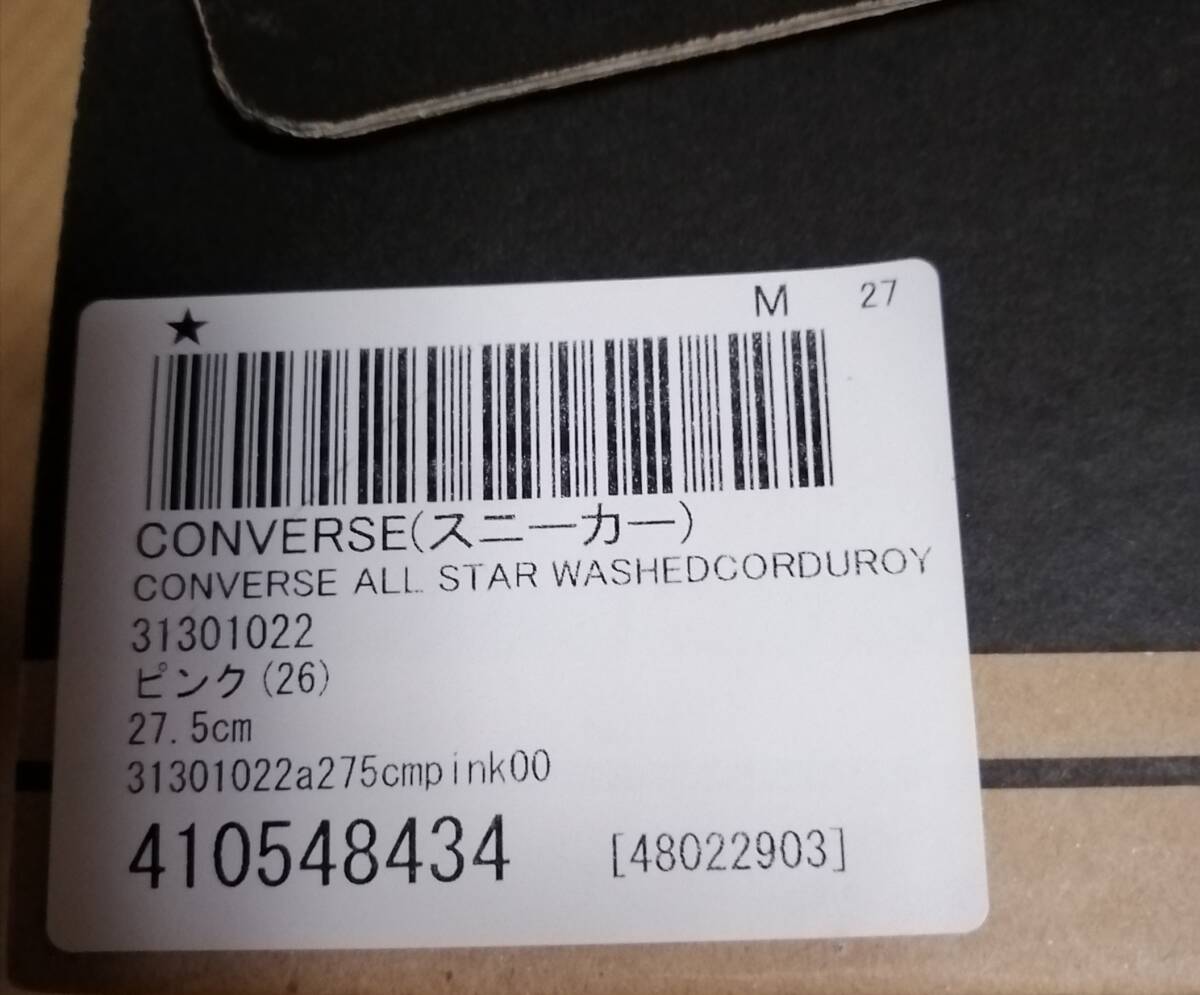 ★ M 27
CONVERSE(スニーカー)
CONVERSE ALL STAR WASHEDCORDUROY
31301022
ピンク(26)
27.5cm
31301022a275cmpink00
410548434 [48022903]